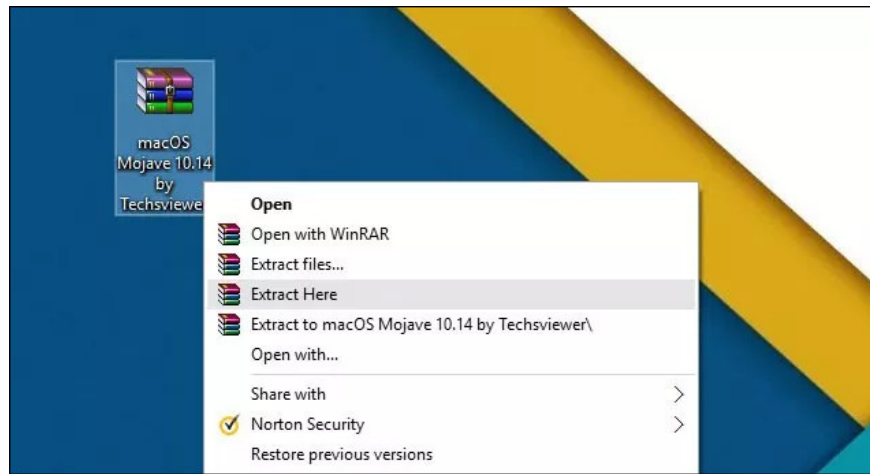 macOS
Mojave 10.14
by
Techsviewe
Open
Open with WinRAR
Extract files...
Extract Here
Extract to macOS Mojave 10.14 by Techsviewer\
Open with...
Share with
Norton Security
Restore previous versions